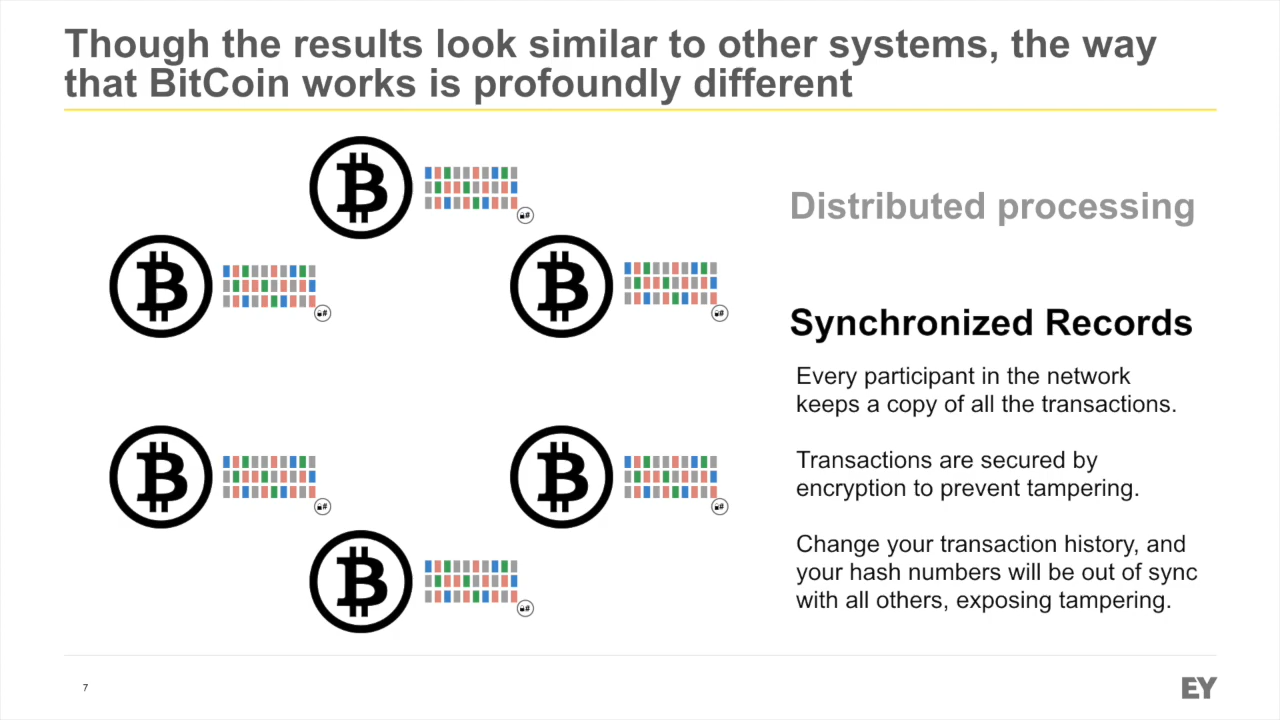 Though the results look similar to other systems, the way
that BitCoin works is profoundly different
Distributed processing
Synchronized Records
Every participant in the network
keeps a copy of all the transactions.
Transactions are secured by
encryption to prevent tampering.
Change your transaction history, and
your hash numbers will be out of sync
with all others, exposing tampering.
7
EY